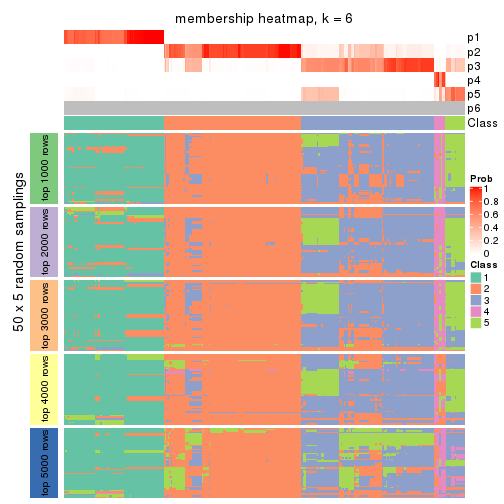 membership heatmap, k = 6
p1
p2
p3
p4
p5
p6
Class
50 x 5 random samplings
top 1000 rows
top 2000 rows
top 3000 rows
top 4000 rows
top 5000 rows
Prob
1
0.8
0.6
0.4
0.2
0
Class
1
2
3
4
5